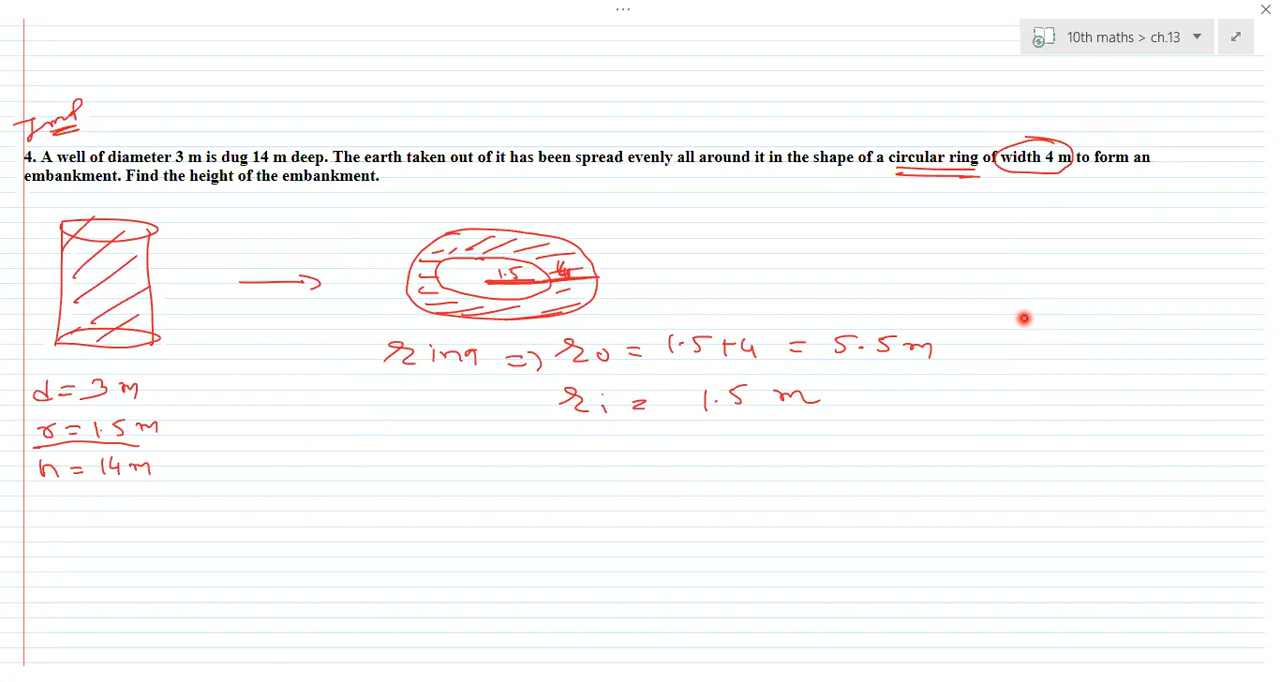 10th maths > ch.13
Imp
4. A well of diameter 3 m is dug 14 m deep. The earth taken out of it has been spread evenly all around it in the shape of a circular ring of width 4 m to form an
embankment. Find the height of the embankment.
1.5 4
ring => r0 = 1.5+4 = 5.5 m
ri = 1.5 m
d = 3 m
r = 1.5 m
h = 14 m